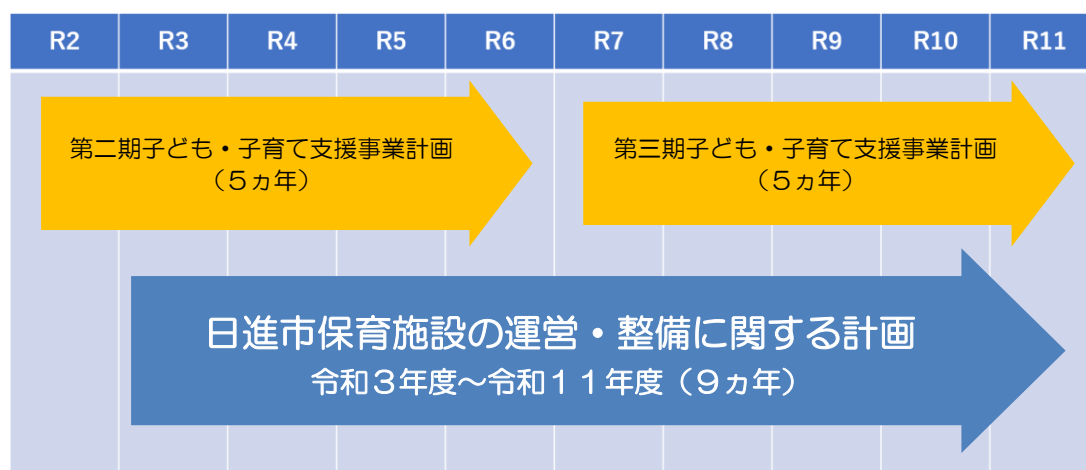 R2 R3 R4 R5 R6 R7 R8 R9 R10 R11
第二期子ども・子育て支援事業計画
（５ヵ年）
第三期子ども・子育て支援事業計画
（５ヵ年）
日進市保育施設の運営・整備に関する計画
令和３年度～令和１１年度（９ヵ年）